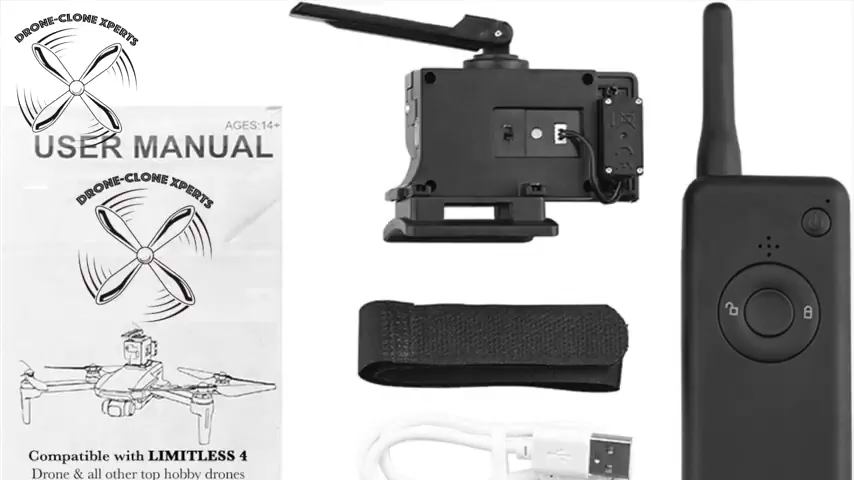 DRONE-CLONE XPERTS
AGES:14+
USER MANUAL
DRONE-CLONE XPERTS
Compatible with LIMITLESS 4
Drone & all other top hobby drones